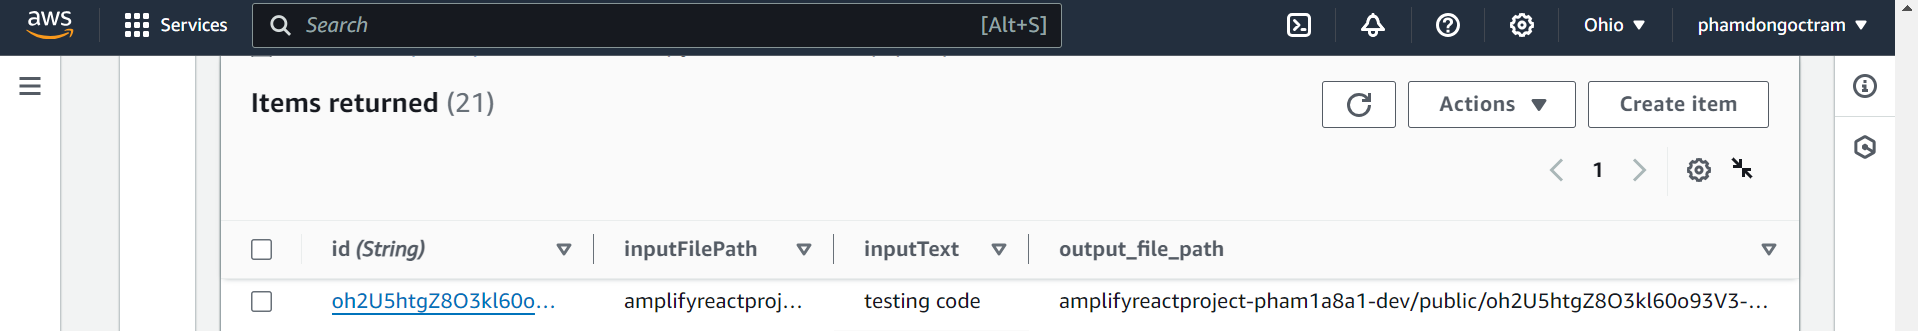 aws Services Search [Alt+S] Ohio phamdongoctram
Items returned (21) Actions Create item
1
id (String) inputFilePath inputText output_file_path
oh2U5htgZ8O3kl60o... amplifyreactproj... testing code amplifyreactproject-pham1a8a1-dev/public/oh2U5htgZ8O3kl60o93V3-...